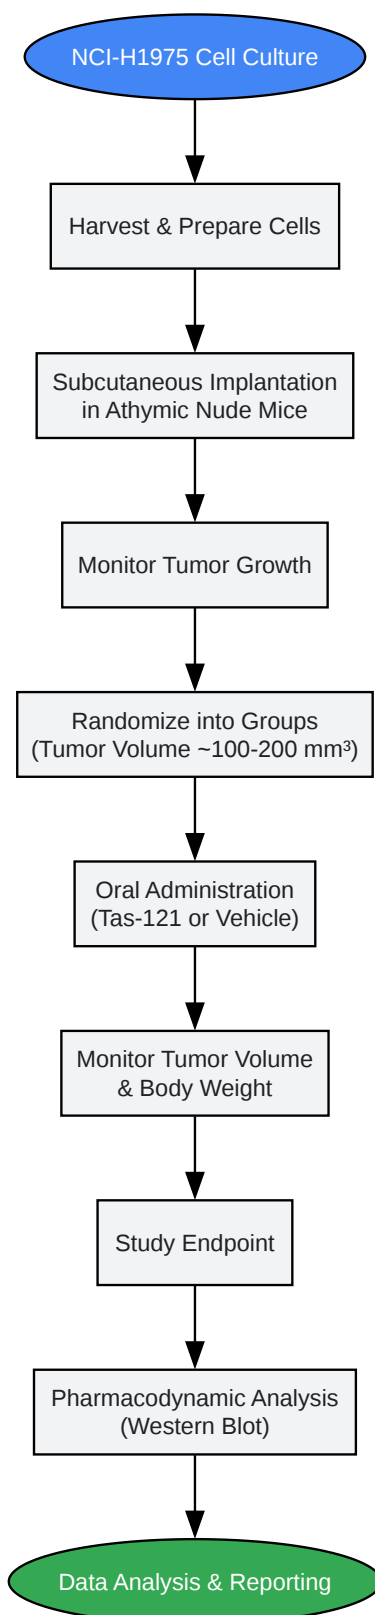 NCI-H1975 Cell Culture
Harvest & Prepare Cells
Subcutaneous Implantation
in Athymic Nude Mice
Monitor Tumor Growth
Randomize into Groups
(Tumor Volume ~100-200 mm³)
Oral Administration
(Tas-121 or Vehicle)
Monitor Tumor Volume
& Body Weight
Study Endpoint
Pharmacodynamic Analysis
(Western Blot)
Data Analysis & Reporting